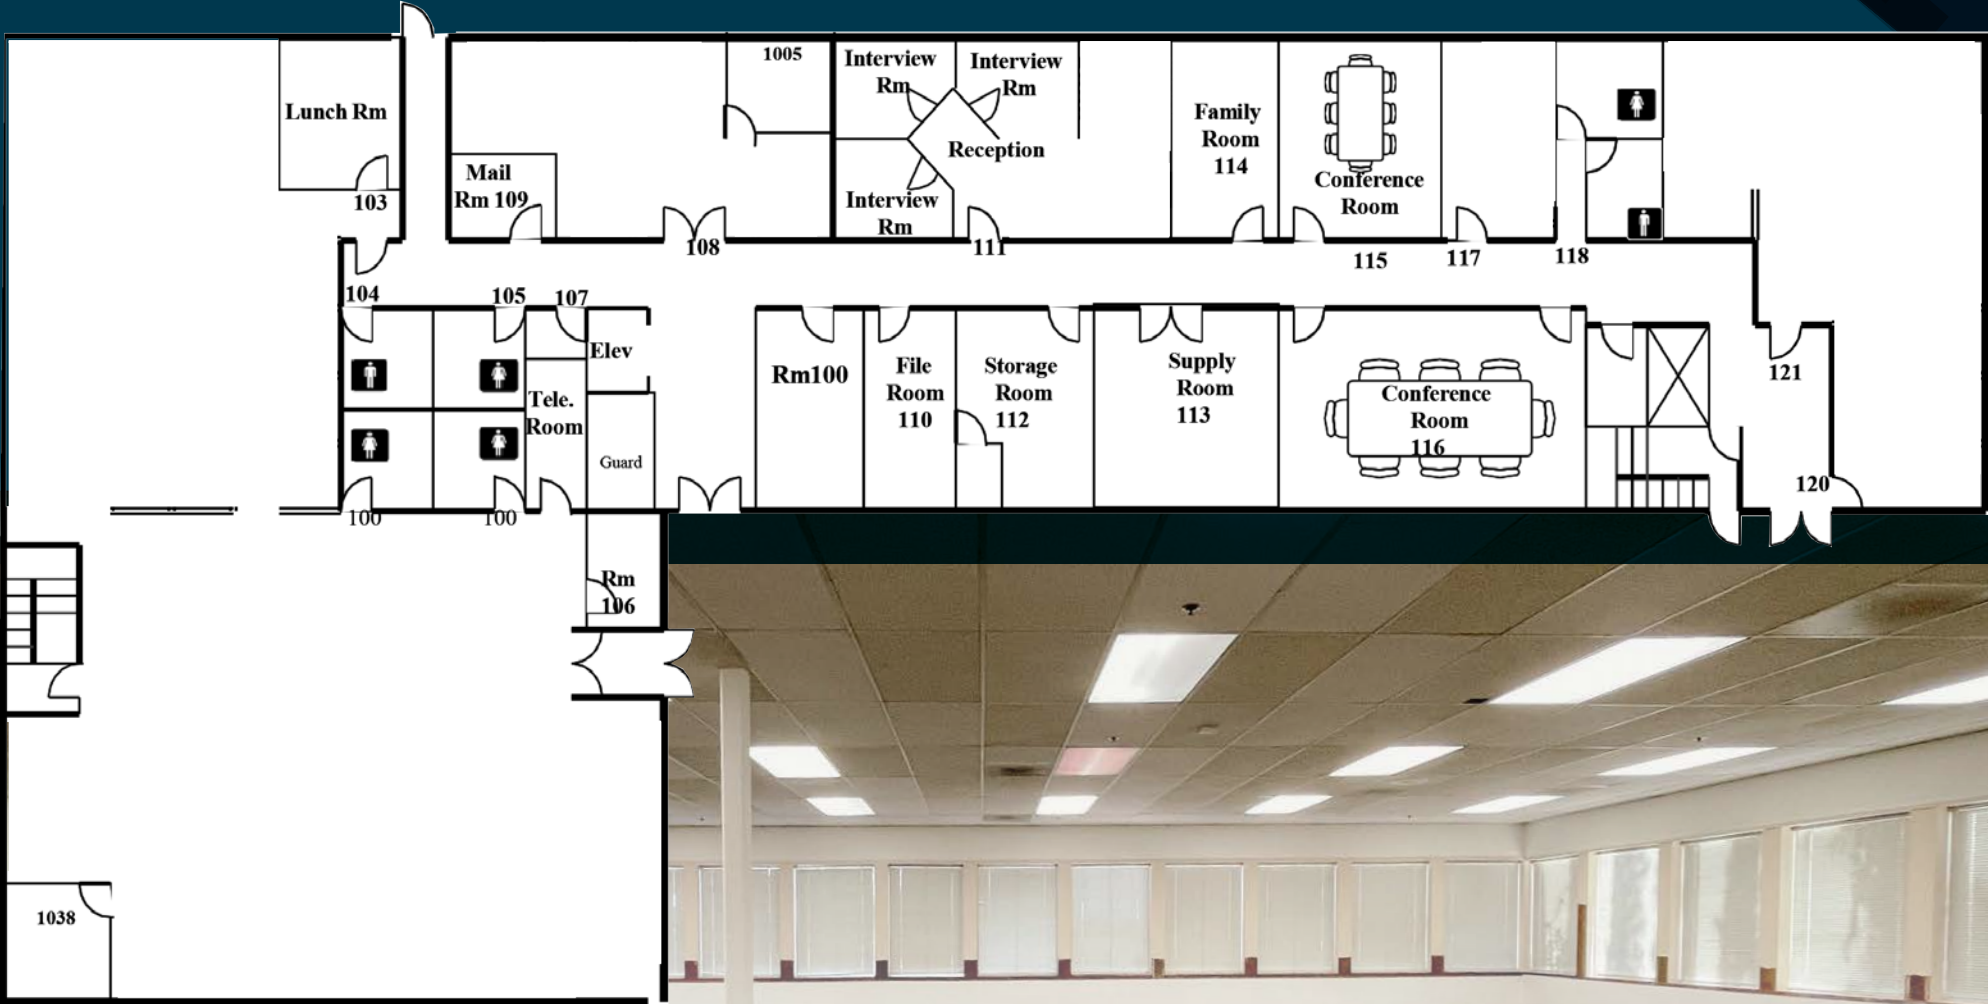 1005
Interview
Rm
Interview
Rm
Lunch Rm
Family
Room
114
Reception
Mail
Rm 109
Conference
Room
103
Interview
Rm
108
111
115
117
118
104
105
107
Elev
Rm100
File
Room
110
Storage
Room
112
Supply
Room
113
Conference
Room
116
121
Tele.
Room
Guard
120
100
100
Rm
106
1038